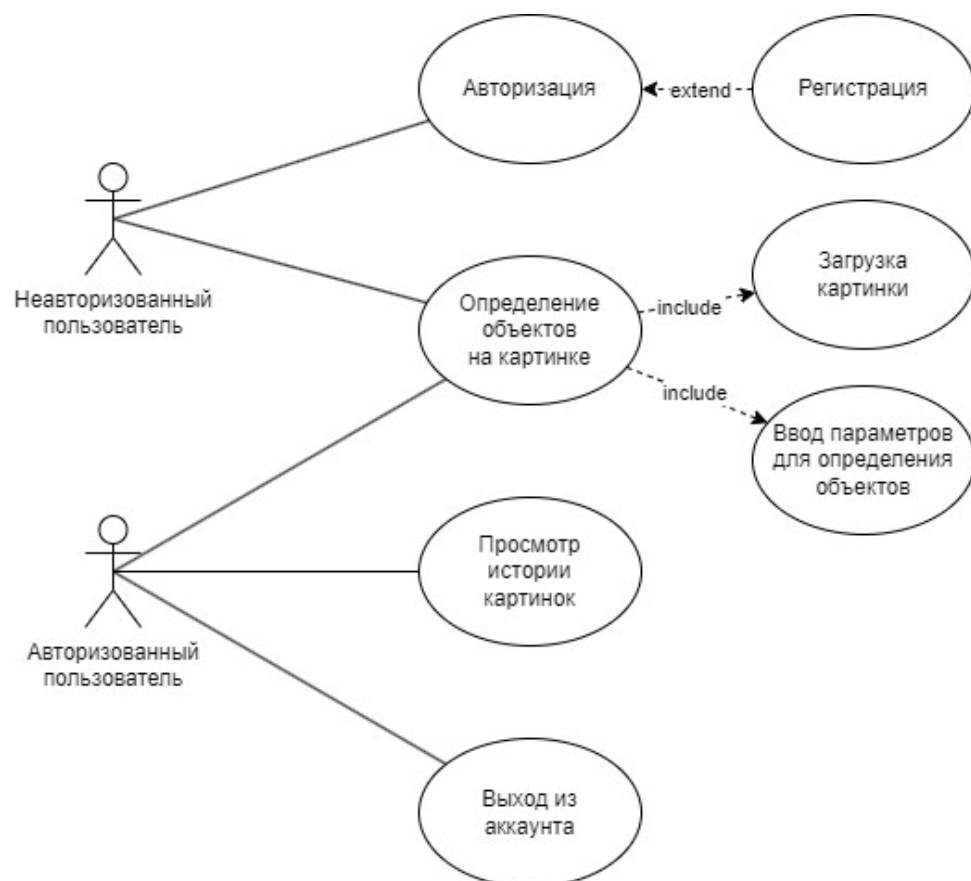 Авторизация
extend
Регистрация
Неавторизованный
пользователь
Определение
объектов
на картинке
include
Загрузка
картинки
include
Ввод параметров
для определения
объектов
Авторизованный
пользователь
Просмотр
истории
картинок
Выход из
аккаунта